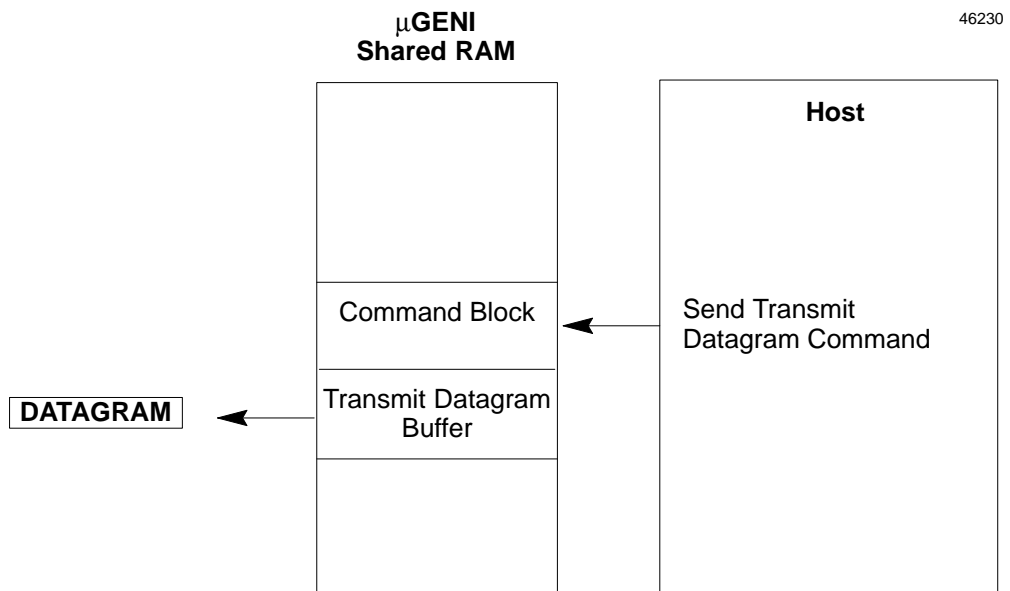 46230
μGENI
Shared RAM
Host
Command Block
Send Transmit
Datagram Command
DATAGRAM
Transmit Datagram
Buffer